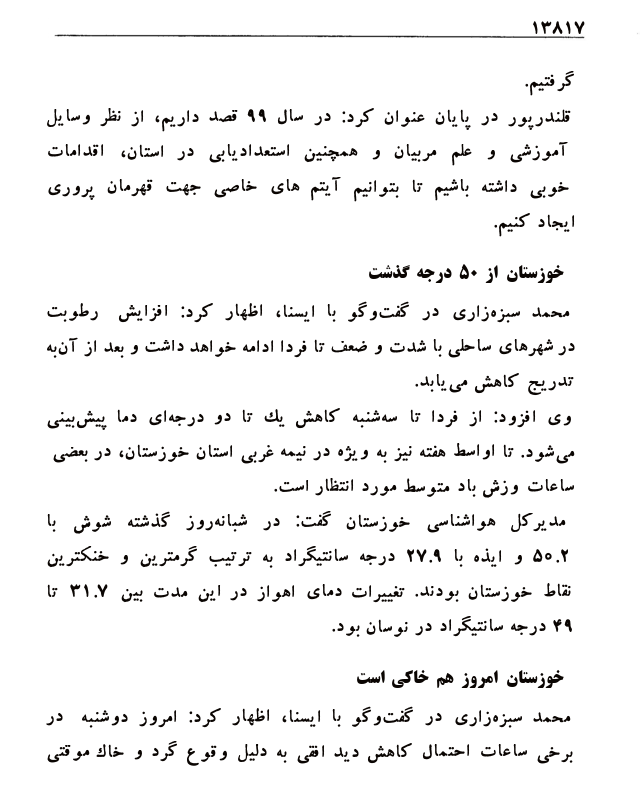 ۱۳۸۱۷
گرفتیم.
قلندرپور در پایان عنوان کرد: در سال ۹۹ قصد داریم، از نظر وسایل
آموزشی و علم مربیان و همچنین استعدادیابی در استان، اقدامات
خوبی داشته باشیم تا بتوانیم آیتم های خاصی جهت قهرمان پروری
ایجاد کنیم.
خوزستان از ۵۰ درجه گذشت
محمد سبزه‌زاری در گفت‌وگو با ایسنا، اظهار کرد: افزایش رطوبت
در شهرهای ساحلی با شدت و ضعف تا فردا ادامه خواهد داشت و بعد از آن‌به
تدریج کاهش می‌یابد.
وی افزود: از فردا تا سه‌شنبه کاهش یك تا دو درجه‌ای دما پیش‌بینی
می‌شود. تا اواسط هفته نیز به ویژه در نیمه غربی استان خوزستان، در بعضی
ساعات وزش باد متوسط مورد انتظار است.
مدیرکل هواشناسی خوزستان گفت: در شبانه‌روز گذشته شوش با
۵۰.۲ و ایذه با ۲۷.۹ درجه سانتیگراد به ترتیب گرمترین و خنکترین
نقاط خوزستان بودند. تغییرات دمای اهواز در این مدت بین ۳۱.۷ تا
۴۹ درجه سانتیگراد در نوسان بود.
خوزستان امروز هم خاکی است
محمد سبزه‌زاری در گفت‌وگو با ایسنا، اظهار کرد: امروز دوشنبه در
برخی ساعات احتمال کاهش دید افقی به دلیل وقوع گرد و خاك موقتی